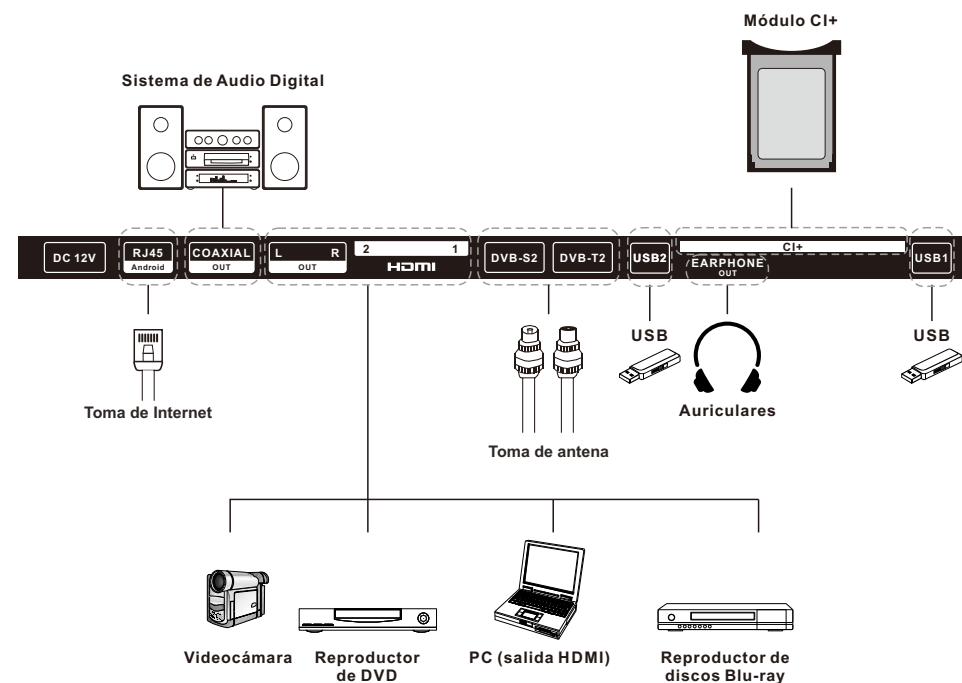 Módulo CI+
Sistema de Audio Digital
DC 12V
RJ45
Android
COAXIAL
OUT
L R
OUT
2 1
HDMI
DVB-S2
DVB-T2
USB2
CI+
EARPHONE
OUT
USB1
USB
USB
Toma de Internet
Auriculares
Toma de antena
Videocámara
Reproductor
de DVD
PC (salida HDMI)
Reproductor de
discos Blu-ray